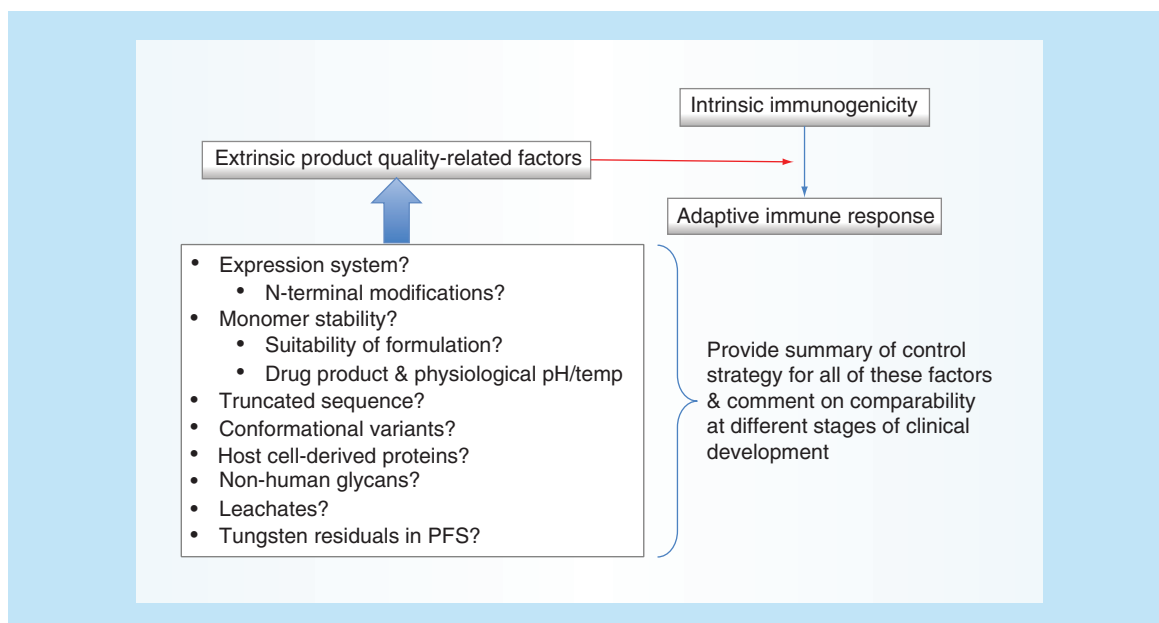 Intrinsic immunogenicity
Extrinsic product quality-related factors
Adaptive immune response
• Expression system?
• N-terminal modifications?
• Monomer stability?
• Suitability of formulation?
• Drug product & physiological pH/temp
• Truncated sequence?
• Conformational variants?
• Host cell-derived proteins?
• Non-human glycans?
• Leachates?
• Tungsten residuals in PFS?
Provide summary of control
strategy for all of these factors
& comment on comparability
at different stages of clinical
development